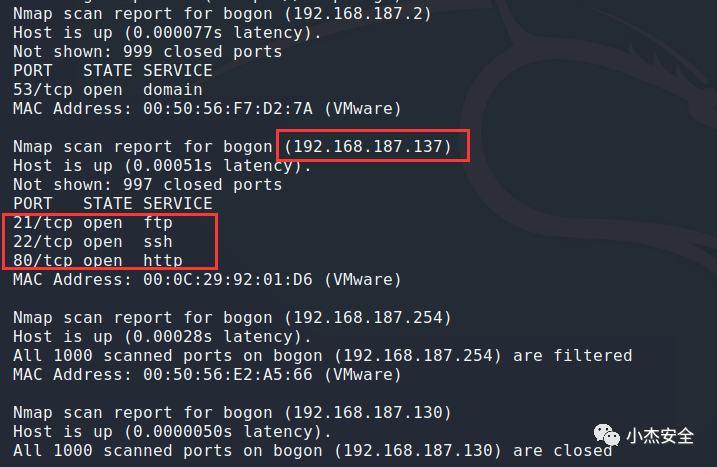 Nmap scan report for bogon (192.168.187.2)
Host is up (0.000077s latency).
Not shown: 999 closed ports
PORT   STATE SERVICE
53/tcp open  domain
MAC Address: 00:50:56:F7:D2:7A (VMware)
Nmap scan report for bogon (192.168.187.137)
Host is up (0.00051s latency).
Not shown: 997 closed ports
PORT   STATE SERVICE
21/tcp open  ftp
22/tcp open  ssh
80/tcp open  http
MAC Address: 00:0C:29:92:01:D6 (VMware)
Nmap scan report for bogon (192.168.187.254)
Host is up (0.00028s latency).
All 1000 scanned ports on bogon (192.168.187.254) are filtered
MAC Address: 00:50:56:E2:A5:66 (VMware)
Nmap scan report for bogon (192.168.187.130)
Host is up (0.0000050s latency).
All 1000 scanned ports on bogon (192.168.187.130) are closed
小杰安全